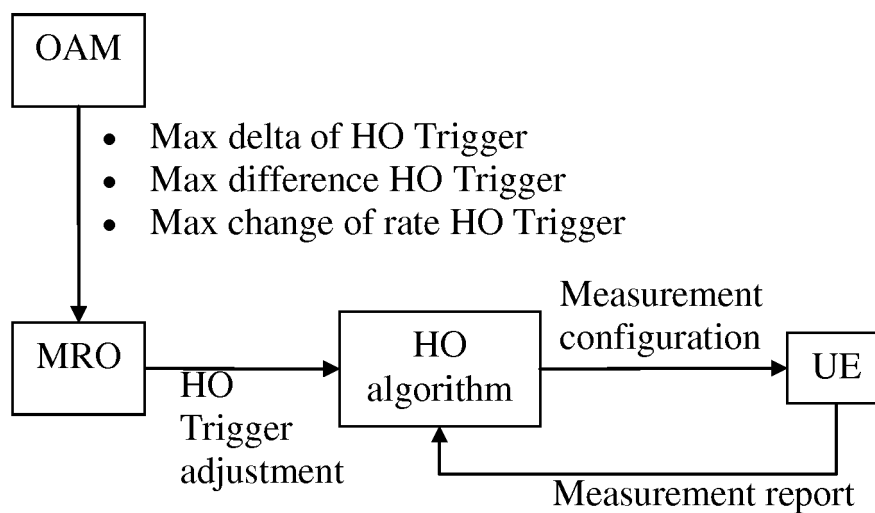 OAM
• Max delta of HO Trigger
• Max difference HO Trigger
• Max change of rate HO Trigger
MRO
HO
Trigger
adjustment
HO
algorithm
Measurement
configuration
UE
Measurement report